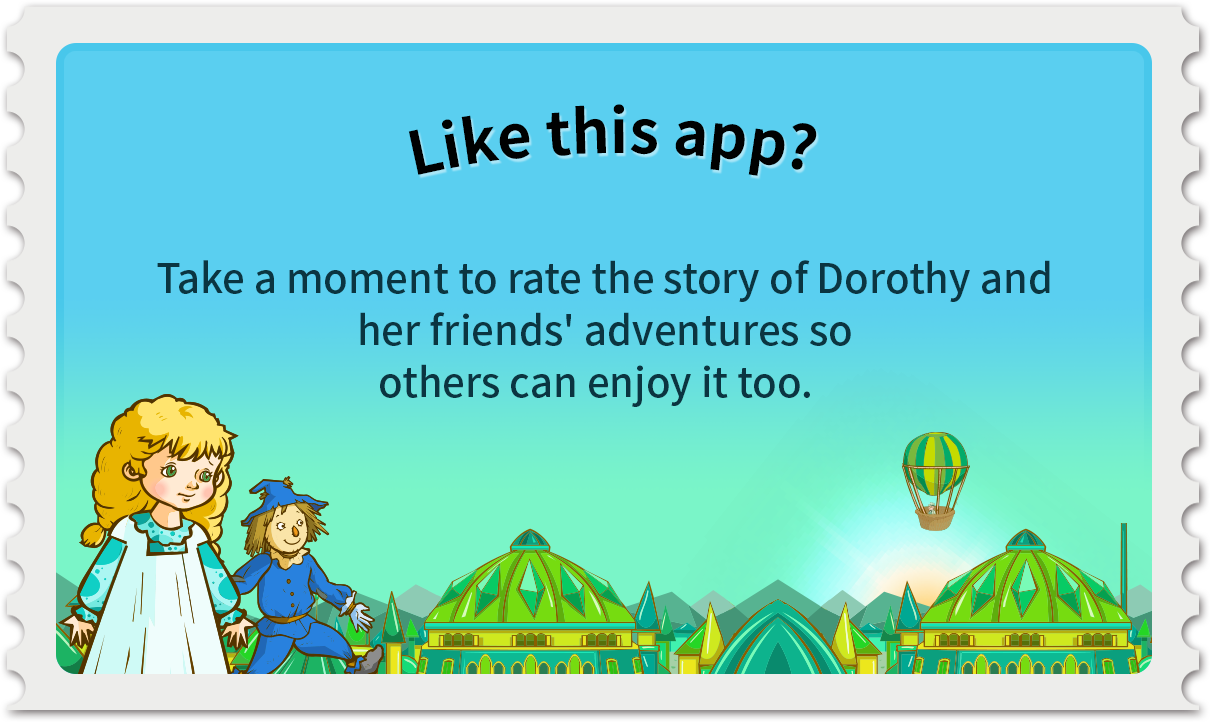 Like this app?
Take a moment to rate the story of Dorothy and
her friends' adventures so
others can enjoy it too.